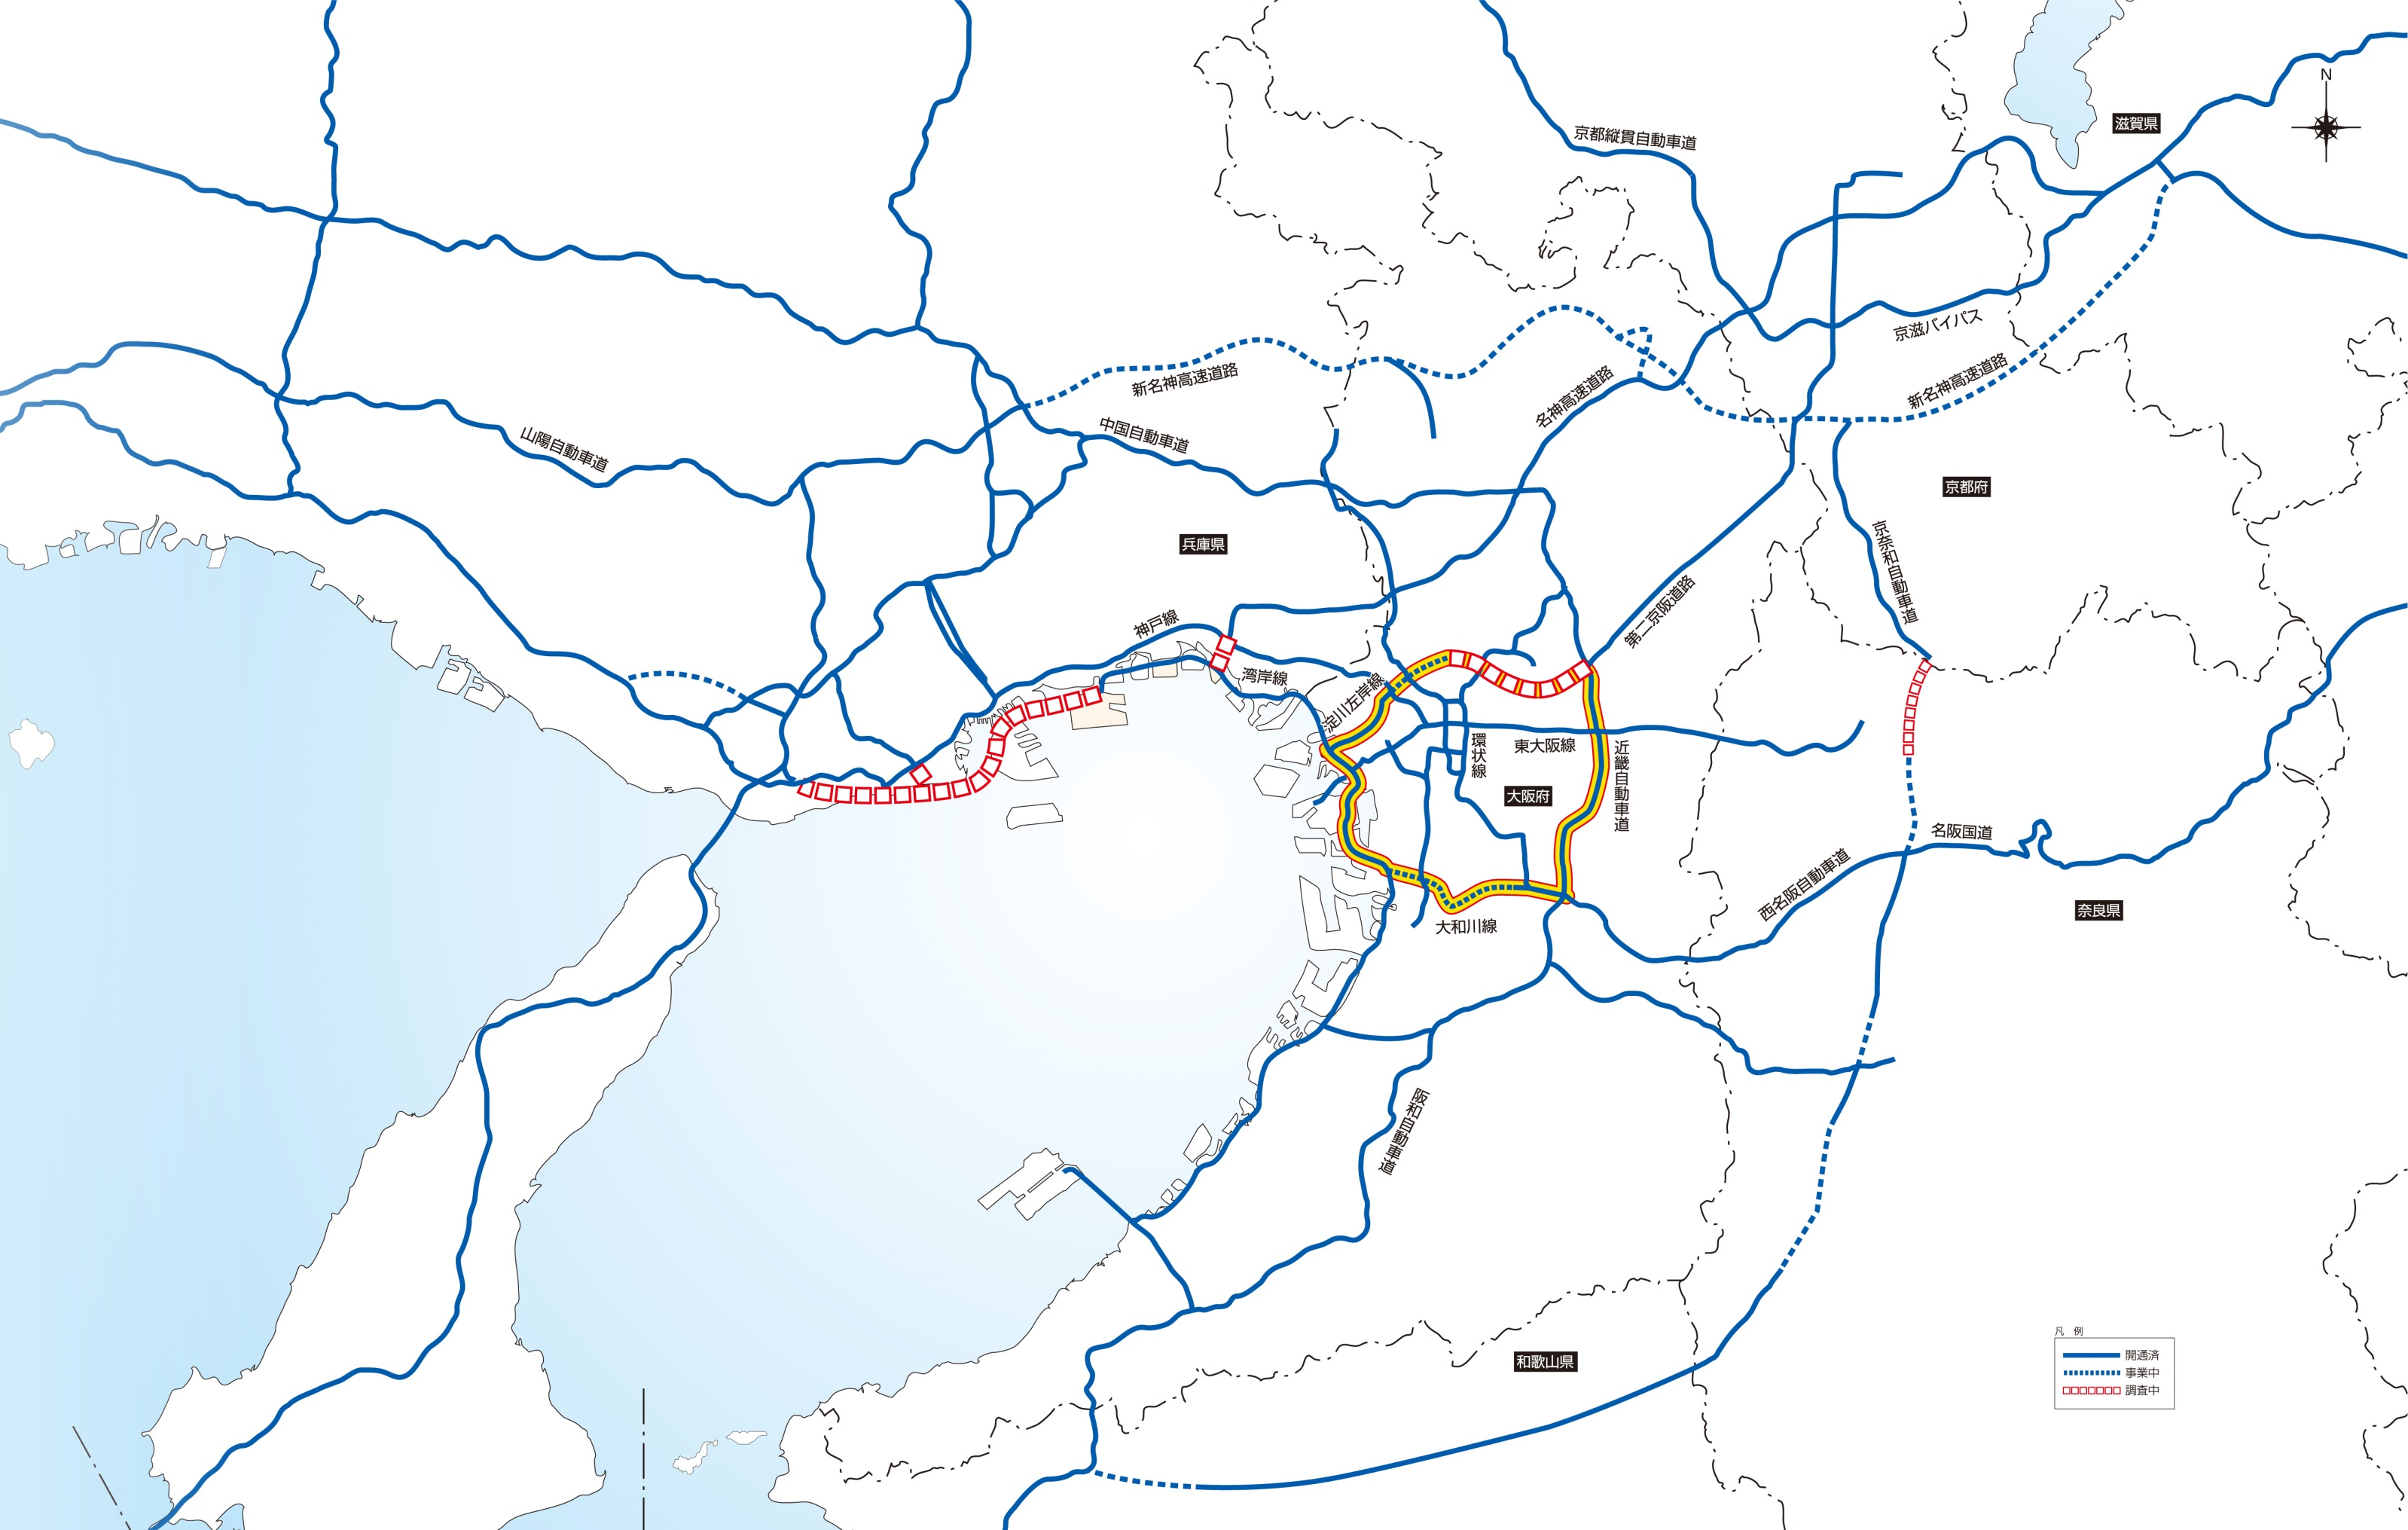 N
滋賀県
京都縦貫自動車道
京滋バイパス
新名神高速道路
新名神高速道路
名神高速道路
中国自動車道
山陽自動車道
京都府
兵庫県
京奈和自動車道
第二京阪道路
神戸線
湾岸線
淀川左岸線
環状線
東大阪線
近畿自動車道
大阪府
名阪国道
西名阪自動車道
奈良県
大和川線
阪和自動車道
和歌山県
凡 例
開通済
事業中
調査中